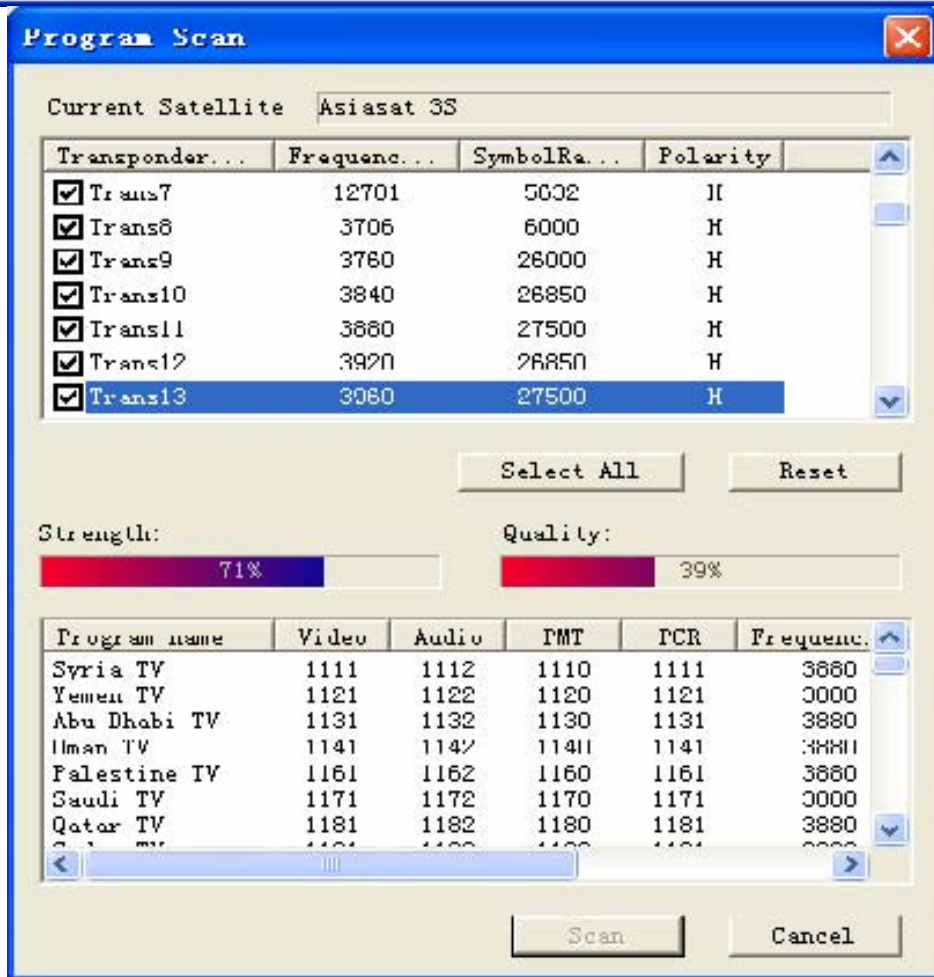 Program Scan
Current Satellite Asiasat 3S
Transponder... Frequenc... SymbolRa... Polarity
Trans7 12701 H
Trans8 3706 6000 H
Trans9 3760 26000 H
Trans10 3840 26850 H
Trans11 3880 27500 H
Trans12 3920 26850 H
Trans13 27500 H
Select All Reset
Strength: Quality:
71% 39%
Program name Video Audio PMT PCR Frequenc.
Syria TV 1111 1112 1110 1111 3880
Yemen TV 1121 1122 1120 1121
Abu Dhabi TV 1131 1132 1130 1131 3880
Oman TV 1141 1142 1140 1141 3880
Palestine TV 1161 1162 1160 1161 3880
Saudi TV 1171 1172 1170 1171
Qatar TV 1181 1182 1180 1181 3880
Scan Cancel